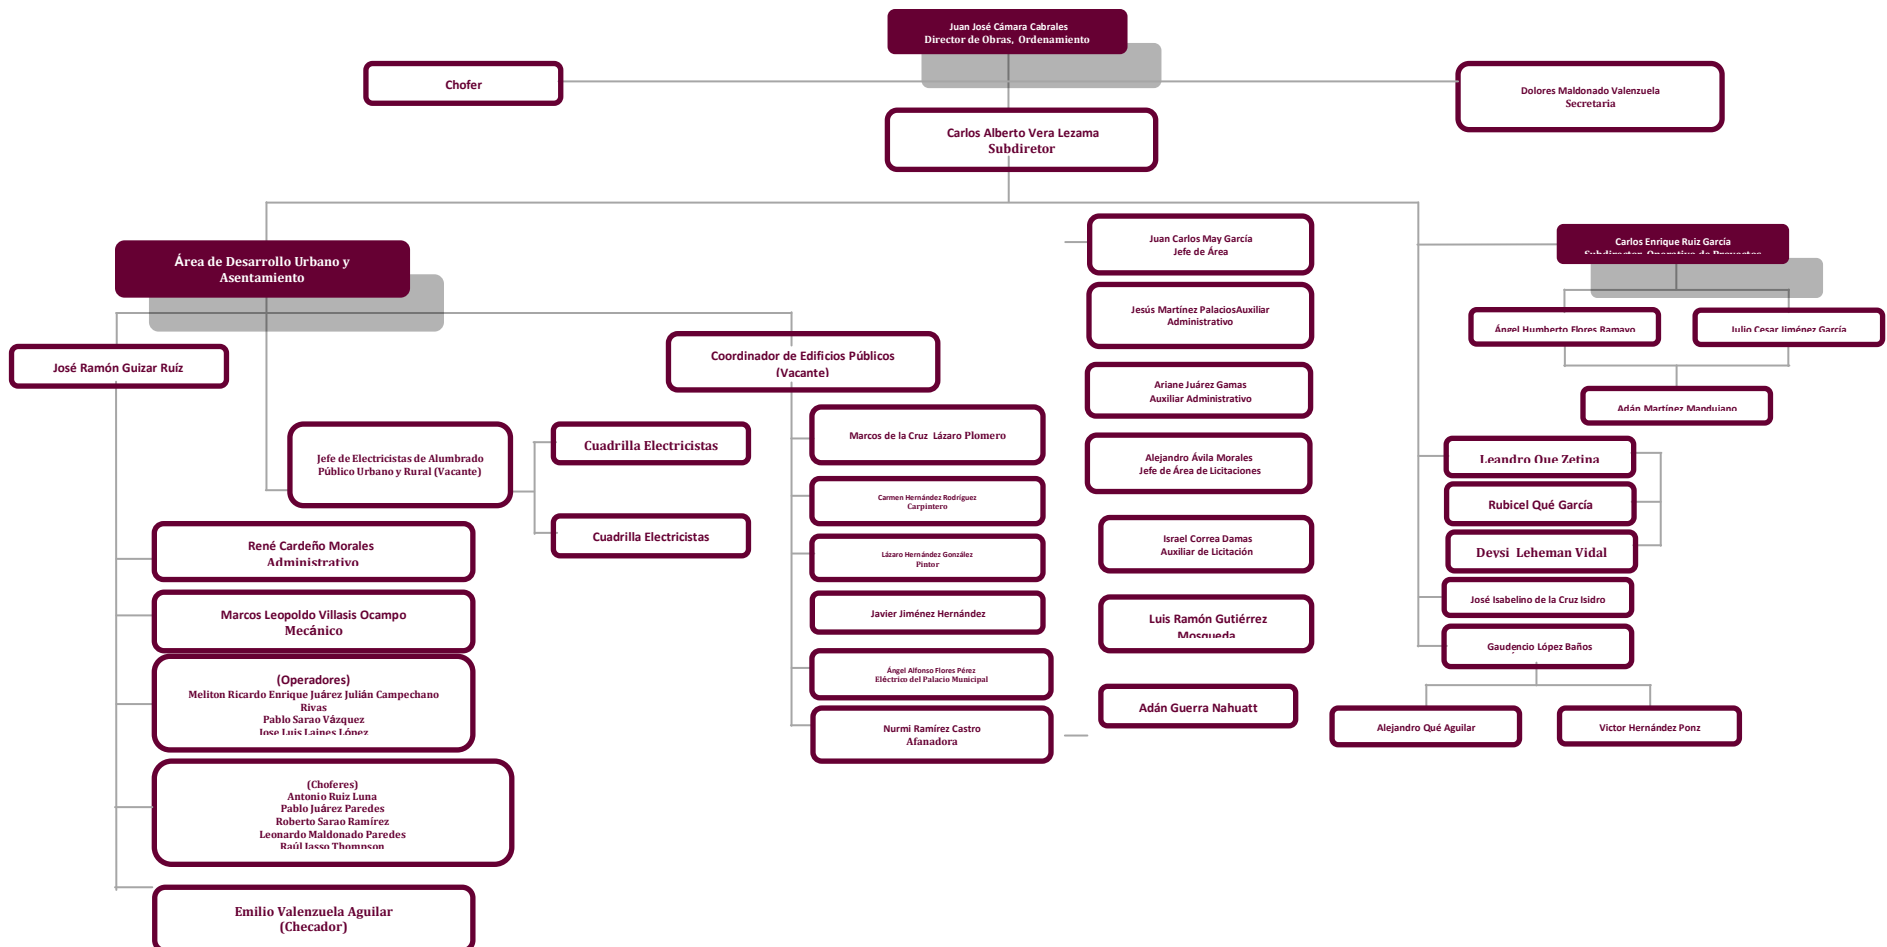 Juan José Cámara Cabrales
Director de Obras, Ordenamiento
Chofer
Dolores Maldonado Valenzuela
Secretaria
Carlos Alberto Vera Lezama
Subdiretor
Área de Desarrollo Urbano y
Asentamiento
José Ramón Guizar Ruíz
Jefe de Electricistas de Alumbrado
Público Urbano y Rural (Vacante)
Cuadrilla Electricistas
Cuadrilla Electricistas
René Cardeño Morales
Administrativo
Marcos Leopoldo Villasis Ocampo
Mecánico
(Operadores)
Meliton Ricardo Enrique Juárez Julián Campechano
Rivas
Pablo Sarao Vázquez
Jose Luis Laines López
(Choferes)
Antonio Ruiz Luna
Pablo Juárez Paredes
Roberto Sarao Ramírez
Leonardo Maldonado Paredes
Raúl Jasso Thompson
Emilio Valenzuela Aguilar
(Checador)
Coordinador de Edificios Públicos
(Vacante)
Marcos de la Cruz Lázaro Plomero
Carmen Hernández Rodríguez
Carpintero
Lázaro Hernández González
Pintor
Javier Jiménez Hernández
Ángel Alfonso Flores Pérez
Eléctrico del Palacio Municipal
Nurmi Ramírez Castro
Afanadora
Juan Carlos May García
Jefe de Área
Jesús Martínez PalaciosAuxiliar
Administrativo
Ariane Juárez Gamas
Auxiliar Administrativo
Alejandro Ávila Morales
Jefe de Área de Licitaciones
Israel Correa Damas
Auxiliar de Licitación
Luis Ramón Gutiérrez
Mosqueda
Adán Guerra Nahuatt
Carlos Enrique Ruiz García
Subdirector Operativo de Proyectos
Ángel Humberto Flores Ramayo
Julio Cesar Jiménez García
Adán Martínez Mandujano
Leandro Que Zetina
Rubicel Qué García
Deysi Leheman Vidal
José Isabelino de la Cruz Isidro
Gaudencio López Baños
Alejandro Qué Aguilar
Victor Hernández Ponz